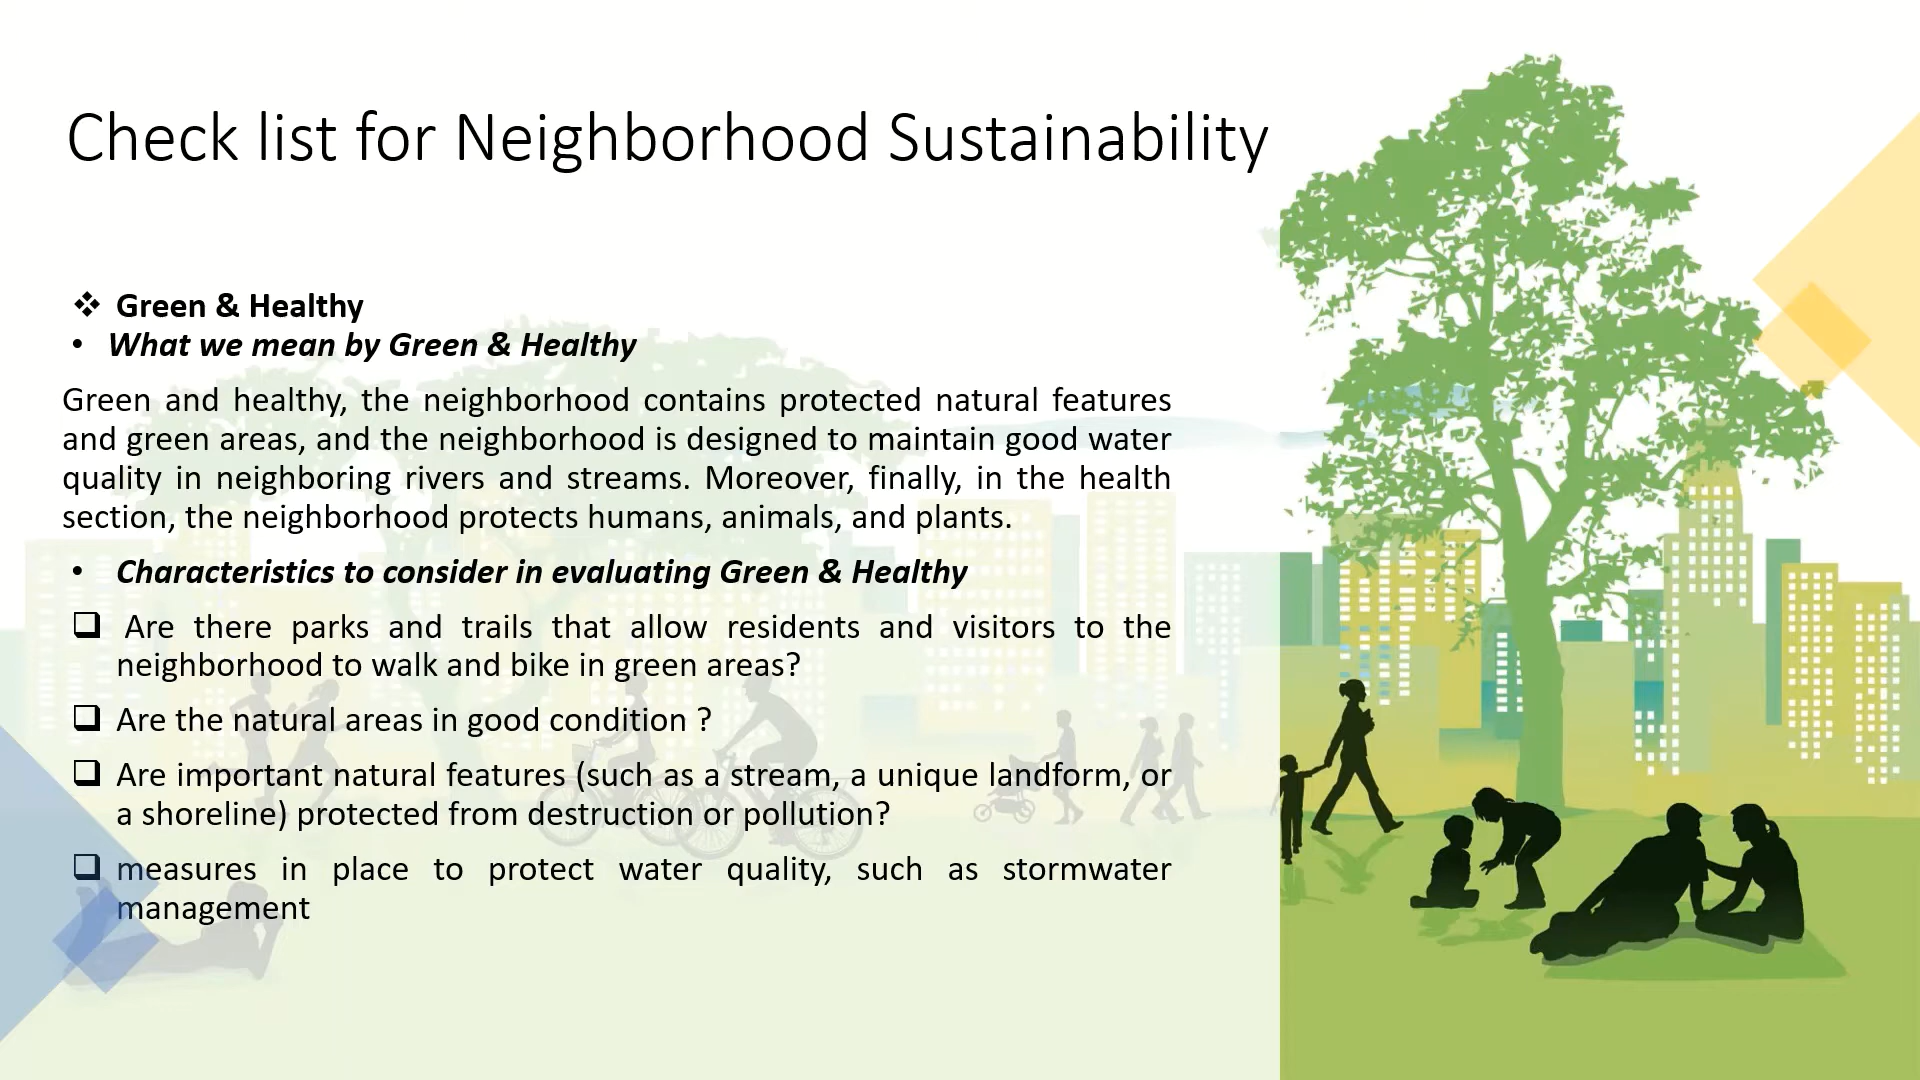 Check list for Neighborhood Sustainability
❖ Green & Healthy
• What we mean by Green & Healthy
Green and healthy, the neighborhood contains protected natural features
and green areas, and the neighborhood is designed to maintain good water
quality in neighboring rivers and streams. Moreover, finally, in the health
section, the neighborhood protects humans, animals, and plants.
• Characteristics to consider in evaluating Green & Healthy
❑ Are there parks and trails that allow residents and visitors to the
neighborhood to walk and bike in green areas?
❑ Are the natural areas in good condition ?
❑ Are important natural features (such as a stream, a unique landform, or
a shoreline) protected from destruction or pollution?
❑ measures in place to protect water quality, such as stormwater
management